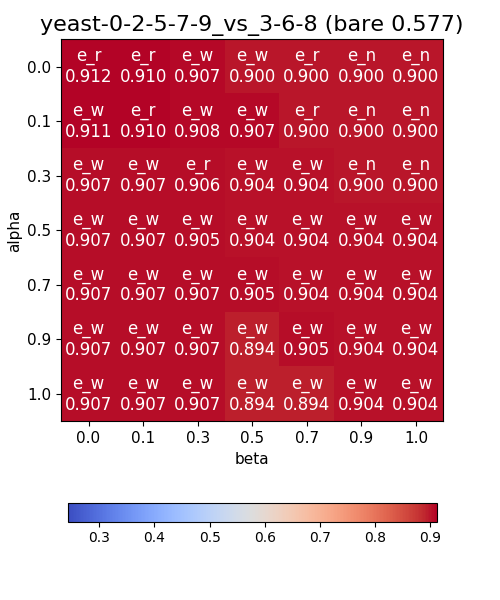 yeast-0-2-5-7-9_vs_3-6-8 (bare 0.577)
0.0 e_r e_r e_w e_w e_r e_n e_n
0.912 0.910 0.907 0.900 0.900 0.900 0.900
0.1 e_w e_r e_w e_w e_r e_n e_n
0.911 0.910 0.908 0.907 0.900 0.900 0.900
0.3 e_w e_w e_r e_w e_w e_n e_n
0.907 0.907 0.906 0.904 0.904 0.900 0.900
0.5 e_w e_w e_w e_w e_w e_w e_w
0.907 0.907 0.905 0.904 0.904 0.904 0.904
0.7 e_w e_w e_w e_w e_w e_w e_w
0.907 0.907 0.907 0.905 0.904 0.904 0.904
0.9 e_w e_w e_w e_w e_w e_w e_w
0.907 0.907 0.907 0.894 0.905 0.904 0.904
1.0 e_w e_w e_w e_w e_w e_w e_w
0.907 0.907 0.907 0.894 0.894 0.904 0.904
alpha
0.0 0.1 0.3 0.5 0.7 0.9 1.0
beta
0.3 0.4 0.5 0.6 0.7 0.8 0.9